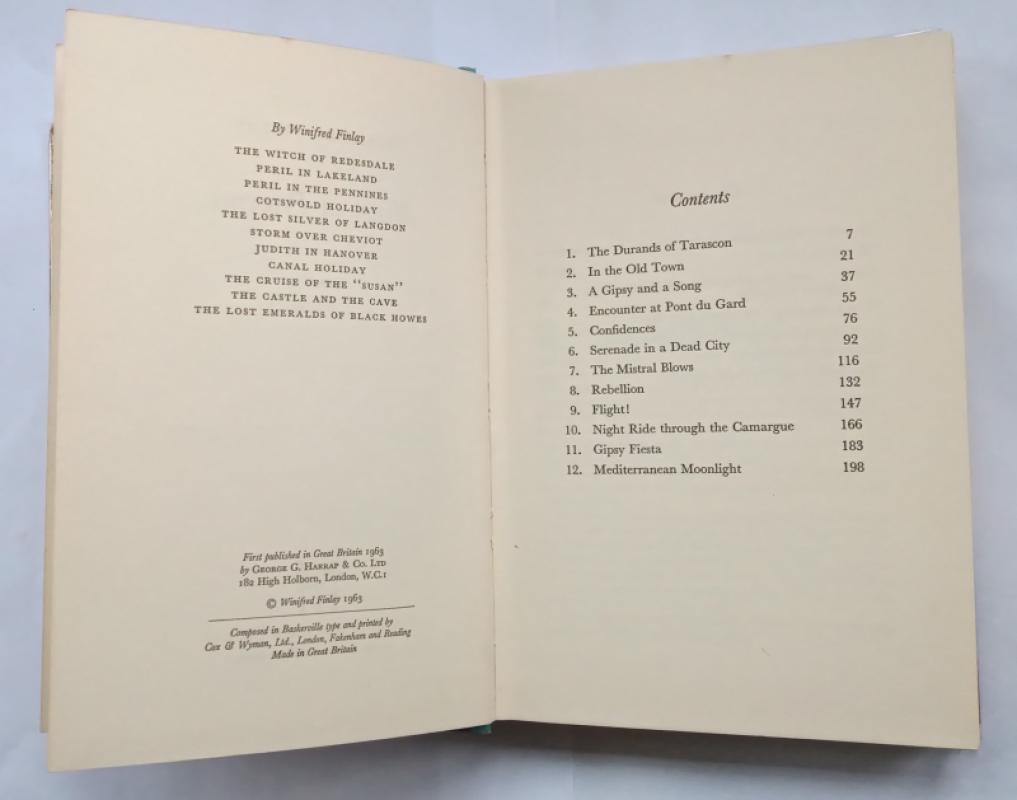 By Winifred Finlay
THE WITCH OF REDESDALE
PERIL IN LAKELAND
PERIL IN THE PENNINES
COTSWOLD HOLIDAY
THE LOST SILVER OF LANGDON
STORM OVER CHEVIOT
JUDITH IN HANOVER
CANAL HOLIDAY
THE CRUISE OF THE "SUSAN"
THE CASTLE AND THE CAVE
THE LOST EMERALDS OF BLACK HOWES
First published in Great Britain 1963
by GEORGE G. HARRAP & CO. LTD
182 High Holborn, London, W.C.1
© Winifred Finlay 1963
Composed in Baskerville type and printed by
Cox & Wyman, Ltd., London, Fakenham and Reading
Made in Great Britain
Contents
1. The Durands of Tarascon 7
2. In the Old Town 21
3. A Gipsy and a Song 37
4. Encounter at Pont du Gard 55
5. Confidences 76
6. Serenade in a Dead City 92
7. The Mistral Blows 116
8. Rebellion 132
9. Flight! 147
10. Night Ride through the Camargue 166
11. Gipsy Fiesta 183
12. Mediterranean Moonlight 198